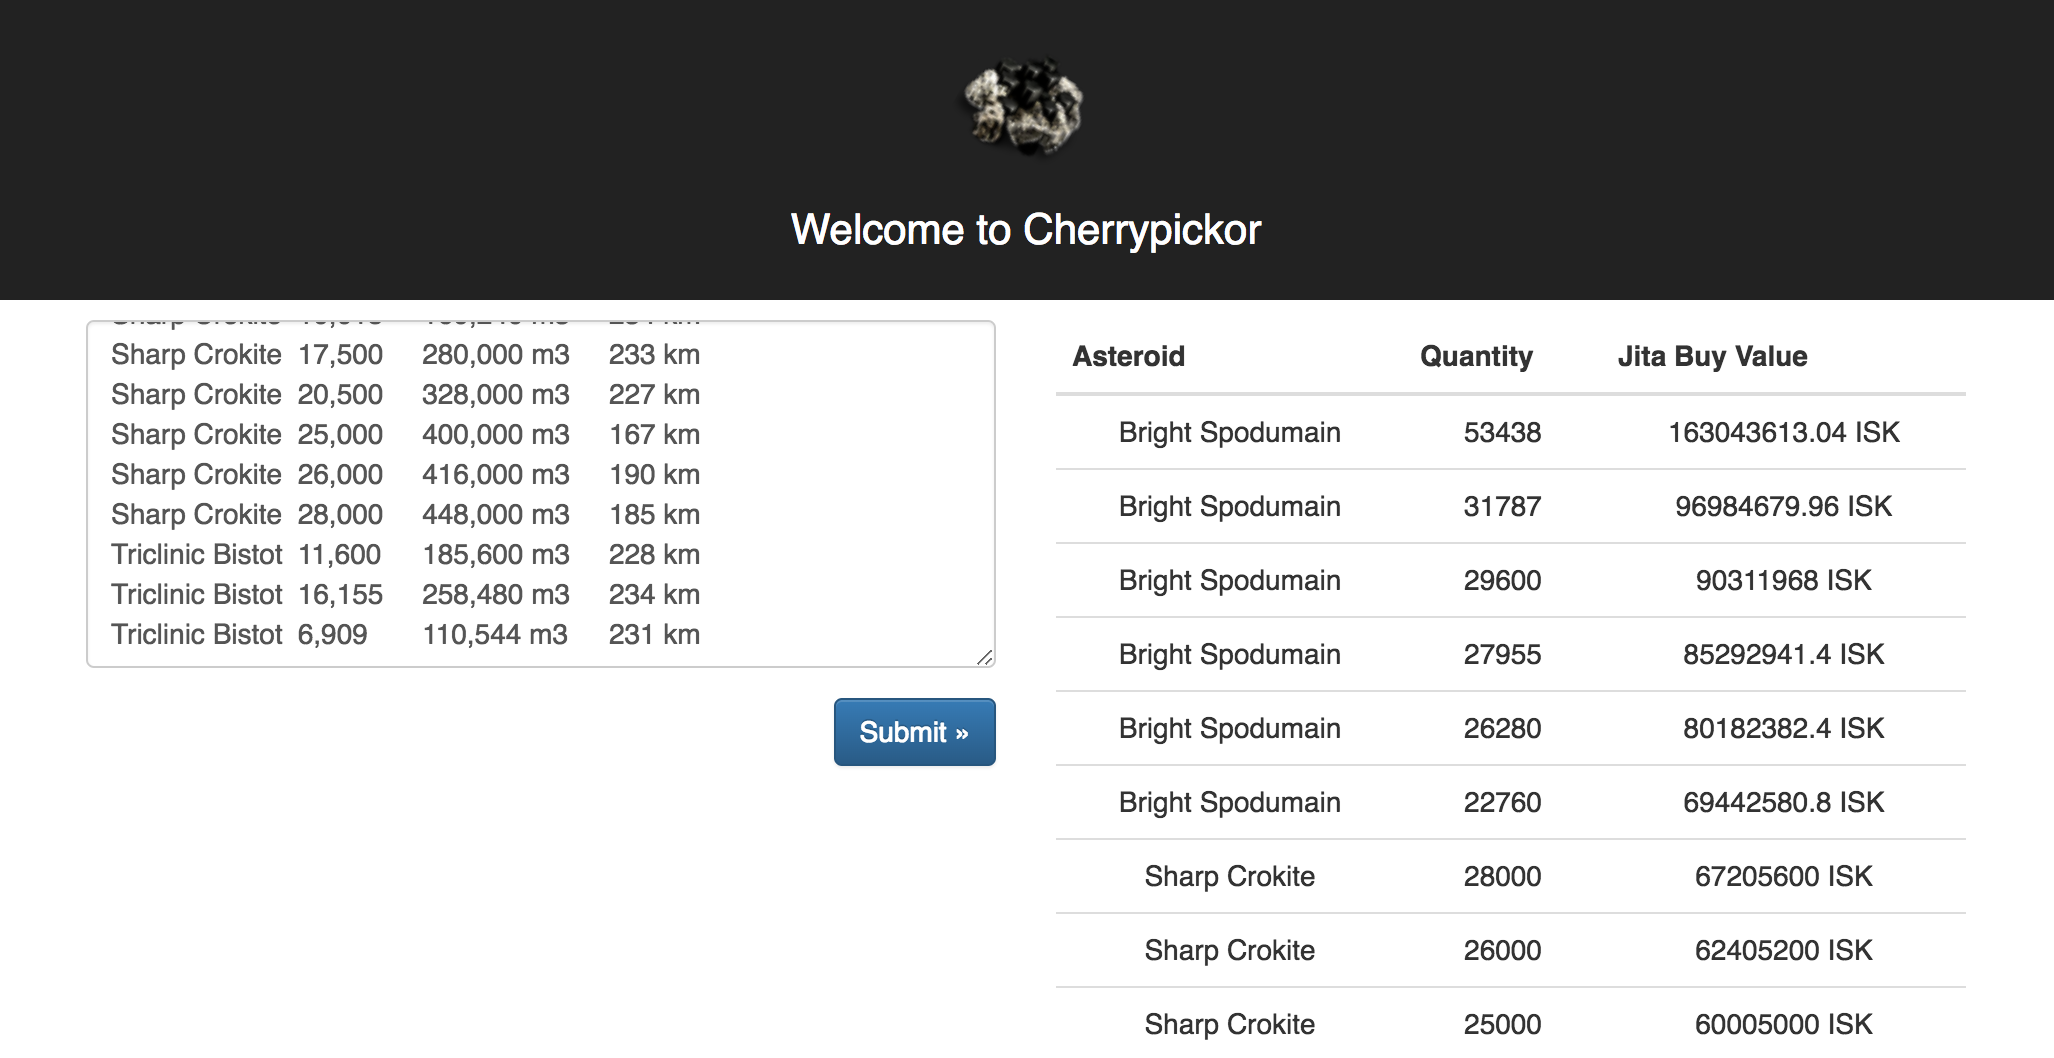 Welcome to Cherrypickor
Sharp Crokite 17,500 280,000 m3 233 km
Sharp Crokite 20,500 328,000 m3 227 km
Sharp Crokite 25,000 400,000 m3 167 km
Sharp Crokite 26,000 416,000 m3 190 km
Sharp Crokite 28,000 448,000 m3 185 km
Triclinic Bistot 11,600 185,600 m3 228 km
Triclinic Bistot 16,155 258,480 m3 234 km
Triclinic Bistot 6,909 110,544 m3 231 km
Submit »
Asteroid Quantity Jita Buy Value
Bright Spodumain 53438 163043613.04 ISK
Bright Spodumain 31787 96984679.96 ISK
Bright Spodumain 29600 90311968 ISK
Bright Spodumain 27955 85292941.4 ISK
Bright Spodumain 26280 80182382.4 ISK
Bright Spodumain 22760 69442580.8 ISK
Sharp Crokite 28000 67205600 ISK
Sharp Crokite 26000 62405200 ISK
Sharp Crokite 25000 60005000 ISK